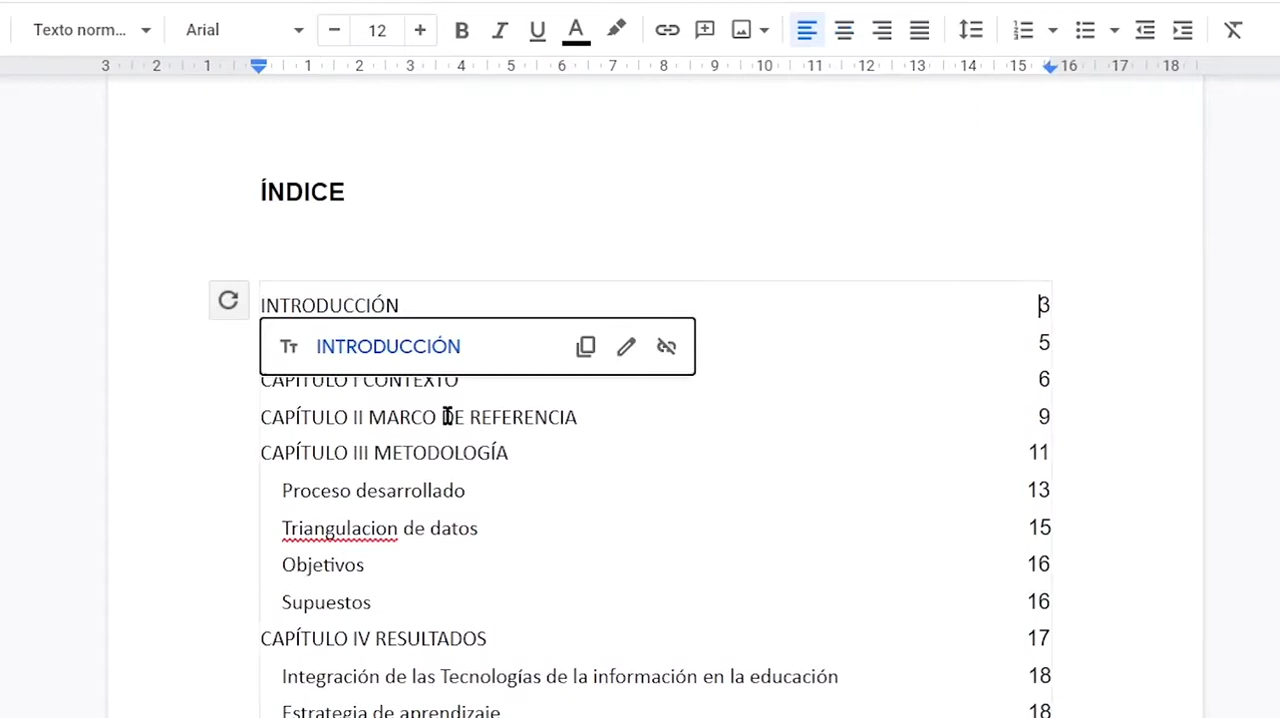 Texto norm... Arial − 12 + B I U A
3 2 1 1 2 3 4 5 6 7 8 9 10 11 12 13 14 15 16 17 18
ÍNDICE
INTRODUCCIÓN 3
Tт INTRODUCCIÓN
5
CAPÍTULO I CONTEXTO 6
CAPÍTULO II MARCO DE REFERENCIA 9
CAPÍTULO III METODOLOGÍA 11
Proceso desarrollado 13
Triangulacion de datos 15
Objetivos 16
Supuestos 16
CAPÍTULO IV RESULTADOS 17
Integración de las Tecnologías de la información en la educación 18
Estrategia de aprendizaje 18